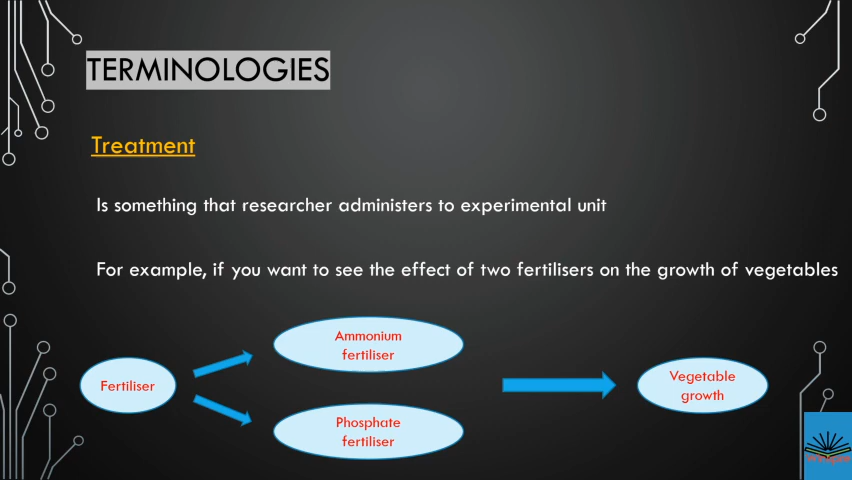 TERMINOLOGIES
Treatment
Is something that researcher administers to experimental unit
For example, if you want to see the effect of two fertilisers on the growth of vegetables
Fertiliser
Ammonium
fertiliser
Phosphate
fertiliser
Vegetable
growth